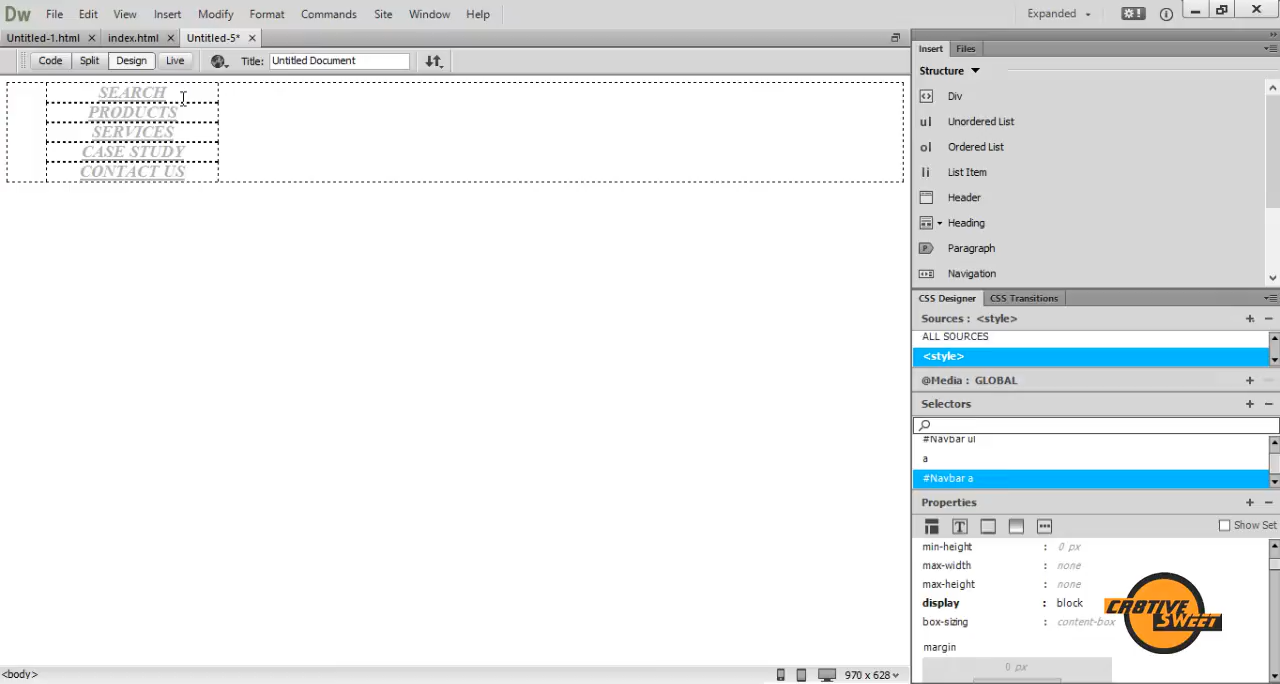 Dw File Edit View Insert Modify Format Commands Site Window Help Expanded
Untitled-1.html × index.html × Untitled-5* ×
Code Split Design Live Title: Untitled Document
SEARCH
PRODUCTS
SERVICES
CASE STUDY
CONTACT US
<body> 970 x 628
Insert Files
Structure
Div
ul Unordered List
ol Ordered List
li List Item
Header
Heading
P Paragraph
Navigation
CSS Designer CSS Transitions
Sources : <style>
ALL SOURCES
<style>
@Media : GLOBAL
Selectors
#Navbar ul
a
#Navbar a
Properties
T Show Set
min-height : 0 px
max-width : none
max-height : none
display : block
box-sizing : content-box
margin
0 px
CR8TIVE
SWEET